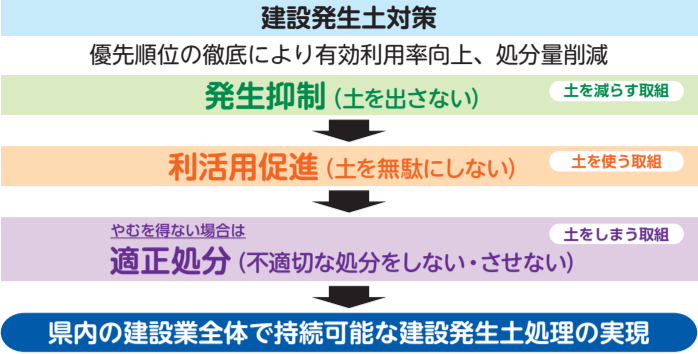 建設発生土対策
優先順位の徹底により有効利用率向上、処分量削減
発生抑制(土を出さない)
土を減らす取組
利活用促進(土を無駄にしない)
土を使う取組
やむを得ない場合は
土をしまう取組
適正処分(不適切な処分をしない・させない)
県内の建設業全体で持続可能な建設発生土処理の実現